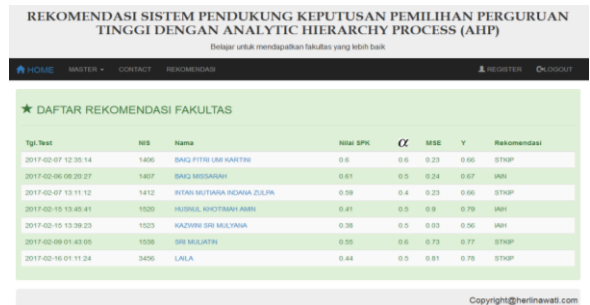 REKOMENDASI SISTEM PENDUKUNG KEPUTUSAN PEMILIHAN PERGURUAN
TINGGI DENGAN ANALYTIC HIERARCHY PROCESS (AHP)
Belajar untuk mendapatkan fakultas yang lebih baik
HOME MASTER CONTACT REKOMENDASI REGISTER LOGOUT
★ DAFTAR REKOMENDASI FAKULTAS
Tgl.Test NIS Nama Nilai SPK α MSE Y Rekomendasi
2017-02-07 12:35:14 1406 BAIQ FITRI UMI KARTINI 0.6 0.6 0.23 0.66 STKIP
2017-02-06 08:20:27 1407 BAIQ MISSARAH 0.61 0.5 0.24 0.67 IAIN
2017-02-07 13:11:12 1412 INTAN MUTIARA INDANA ZULFA 0.59 0.4 0.23 0.66 STKIP
2017-02-15 13:45:41 1520 HUSNUL KHOTIMAH AMIN 0.41 0.5 0.9 0.79 IAIH
2017-02-15 13:39:23 1523 KAZWINI SRI MULYANA 0.38 0.5 0.03 0.56 IAIH
2017-02-09 01:43:05 1538 SRI MULIATIN 0.55 0.6 0.73 0.77 STKIP
2017-02-16 01:11:24 3456 LAILA 0.44 0.5 0.81 0.78 STKIP
Copyright@herlinawati.com